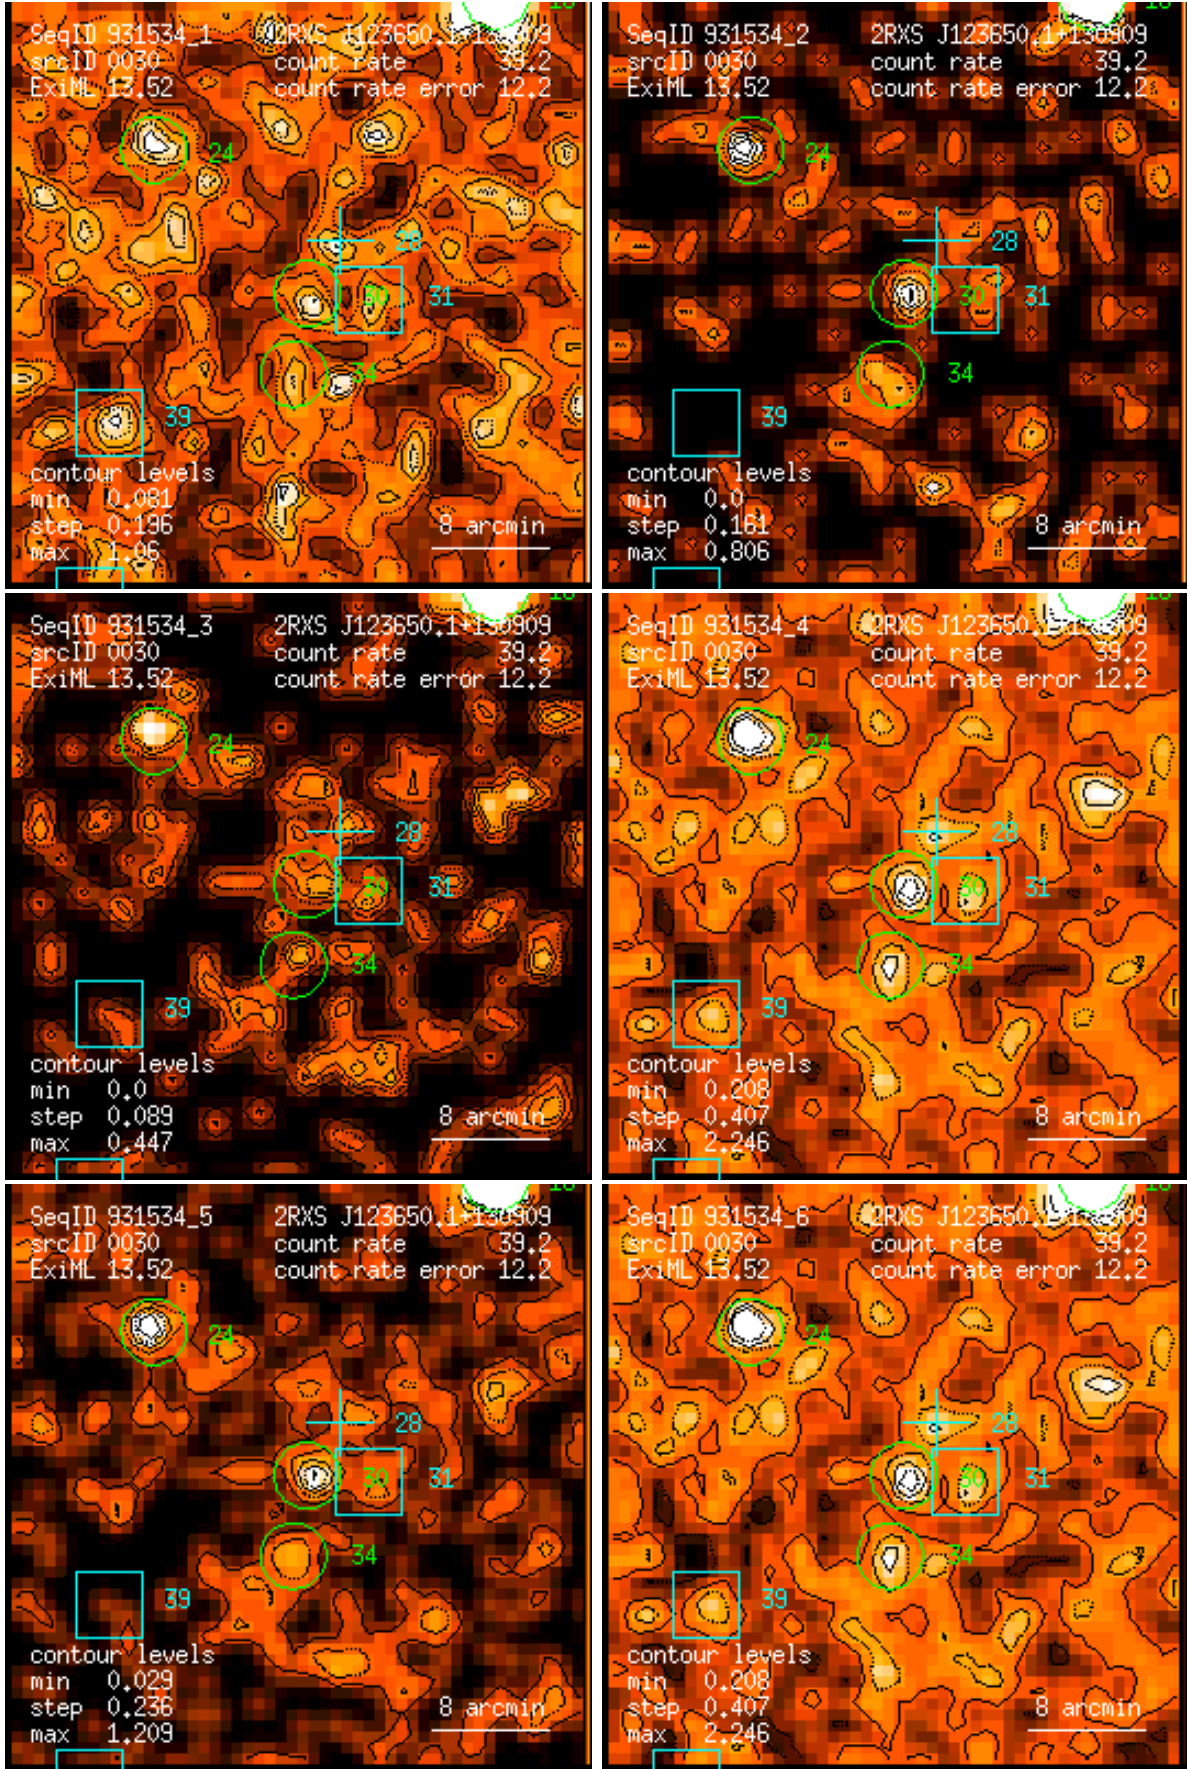 SeqID 931534_1 2RXS J123650.1+130909
srcID 0030 count rate 39.2
ExiML 13.52 count rate error 12.2
24
28
30 31
34
39
contour levels
min 0.081
step 0.196 8 arcmin
max 1.06
SeqID 931534_2 2RXS J123650.1+130909
srcID 0030 count rate 39.2
ExiML 13.52 count rate error 12.2
24
28
30 31
34
39
contour levels
min 0.0
step 0.161 8 arcmin
max 0.806
SeqID 931534_3 2RXS J123650.1+130909
srcID 0030 count rate 39.2
ExiML 13.52 count rate error 12.2
24
28
30 31
34
39
contour levels
min 0.0
step 0.089 8 arcmin
max 0.447
SeqID 931534_4 2RXS J123650.1+130909
srcID 0030 count rate 39.2
ExiML 13.52 count rate error 12.2
24
28
30 31
34
39
contour levels
min 0.208
step 0.407 8 arcmin
max 2.246
SeqID 931534_5 2RXS J123650.1+130909
srcID 0030 count rate 39.2
ExiML 13.52 count rate error 12.2
24
28
30 31
34
39
contour levels
min 0.029
step 0.236 8 arcmin
max 1.209
SeqID 931534_6 2RXS J123650.1+130909
srcID 0030 count rate 39.2
ExiML 13.52 count rate error 12.2
24
28
30 31
34
39
contour levels
min 0.208
step 0.407 8 arcmin
max 2.246